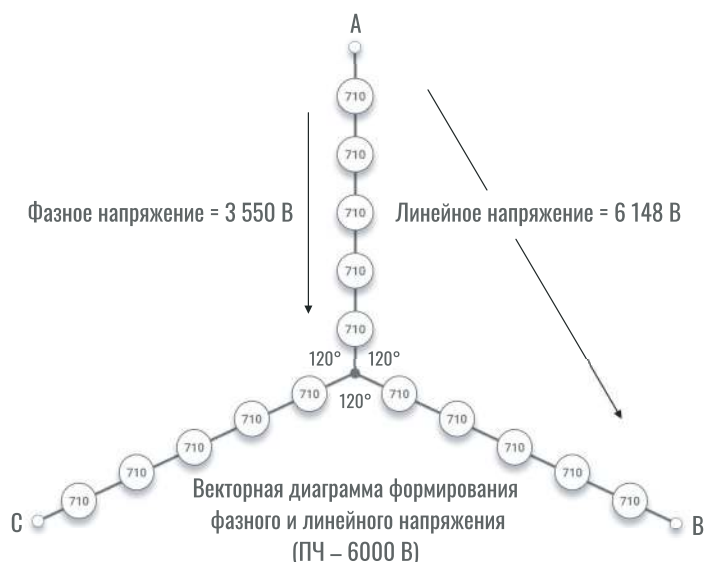 A
710
710
710
Фазное напряжение = 3 550 В
Линейное напряжение = 6 148 В
710
710
120° 120°
120°
710
710
710
710
710
710
710
710
710
710
C
B
Векторная диаграмма формирования
фазного и линейного напряжения
(ПЧ – 6000 В)